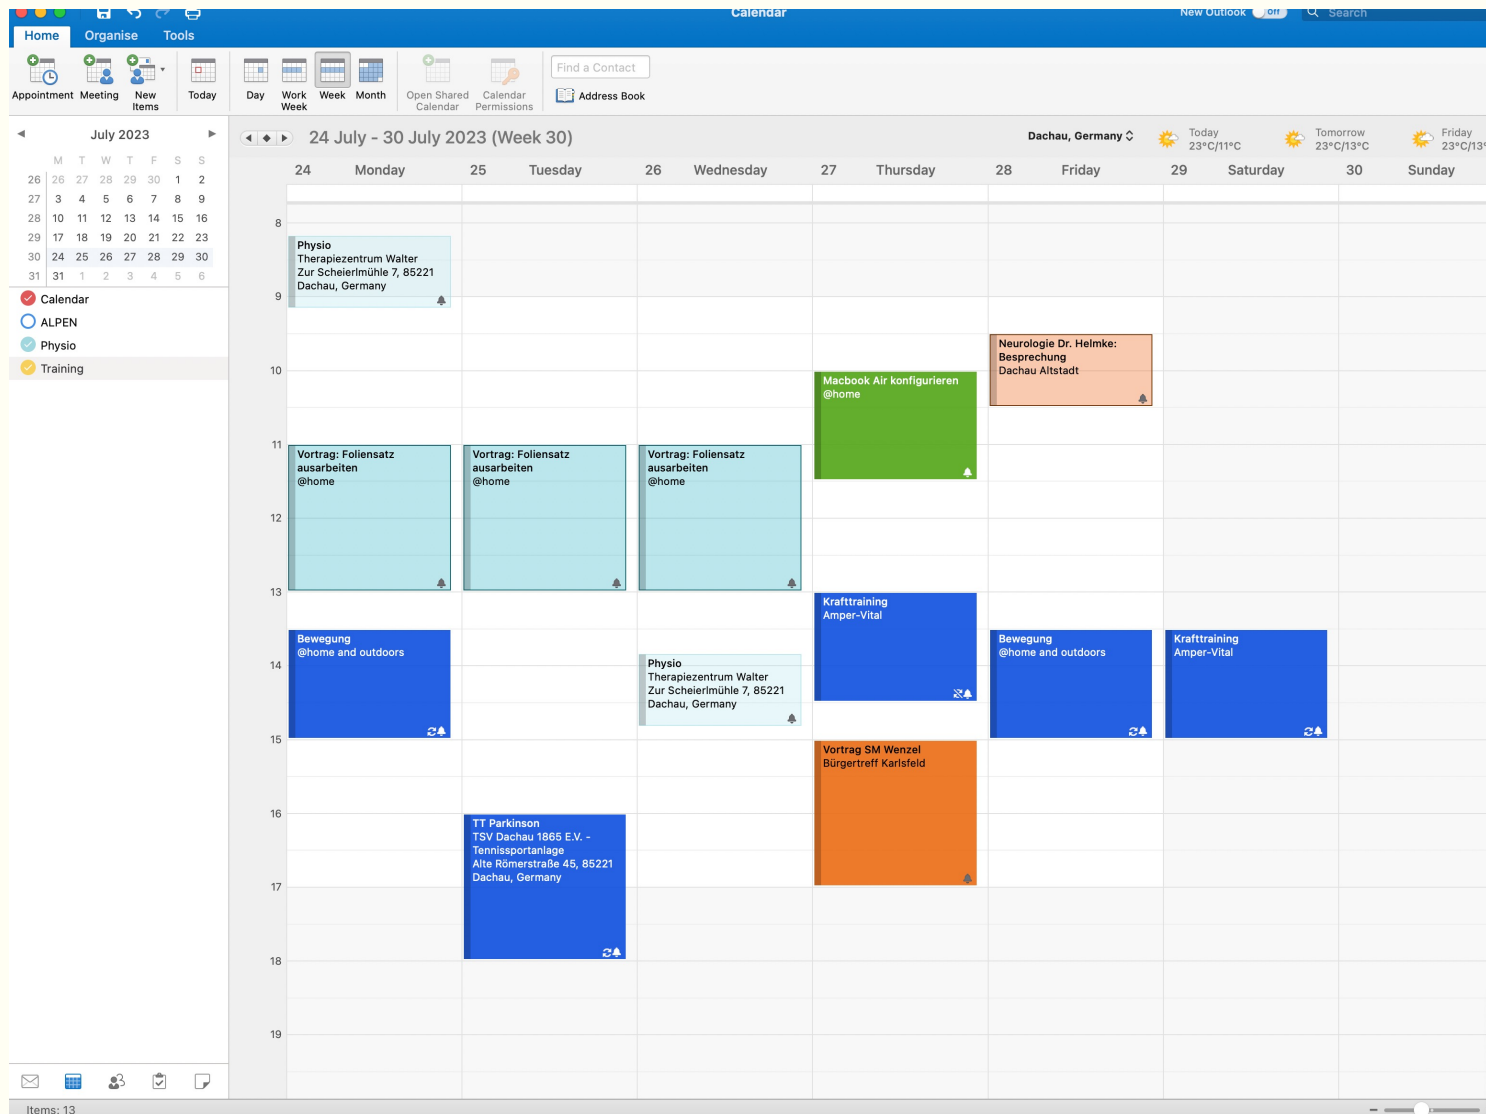 Calendar
New Outlook Off Search
Home Organise Tools
Appointment Meeting New Items Today Day Work Week Week Month Open Shared Calendar Calendar Permissions
Find a Contact
Address Book
July 2023
M T W T F S S
26 26 27 28 29 30 1 2
27 3 4 5 6 7 8 9
28 10 11 12 13 14 15 16
29 17 18 19 20 21 22 23
30 24 25 26 27 28 29 30
31 31 1 2 3 4 5 6
Calendar
ALPEN
Physio
Training
24 July - 30 July 2023 (Week 30)
Dachau, Germany
Today
23°C/11°C
Tomorrow
23°C/13°C
Friday
23°C/13°
24 Monday 25 Tuesday 26 Wednesday 27 Thursday 28 Friday 29 Saturday 30 Sunday
8
9
10
11
12
13
14
15
16
17
18
19
Physio
Therapiezentrum Walter
Zur Scheierlmühle 7, 85221
Dachau, Germany
Vortrag: Foliensatz
ausarbeiten
@home
Bewegung
@home and outdoors
Vortrag: Foliensatz
ausarbeiten
@home
TT Parkinson
TSV Dachau 1865 E.V. -
Tennissportanlage
Alte Römerstraße 45, 85221
Dachau, Germany
Vortrag: Foliensatz
ausarbeiten
@home
Physio
Therapiezentrum Walter
Zur Scheierlmühle 7, 85221
Dachau, Germany
Macbook Air konfigurieren
@home
Krafttraining
Amper-Vital
Vortrag SM Wenzel
Bürgertreff Karlsfeld
Neurologie Dr. Helmke:
Besprechung
Dachau Altstadt
Bewegung
@home and outdoors
Krafttraining
Amper-Vital
Items: 13